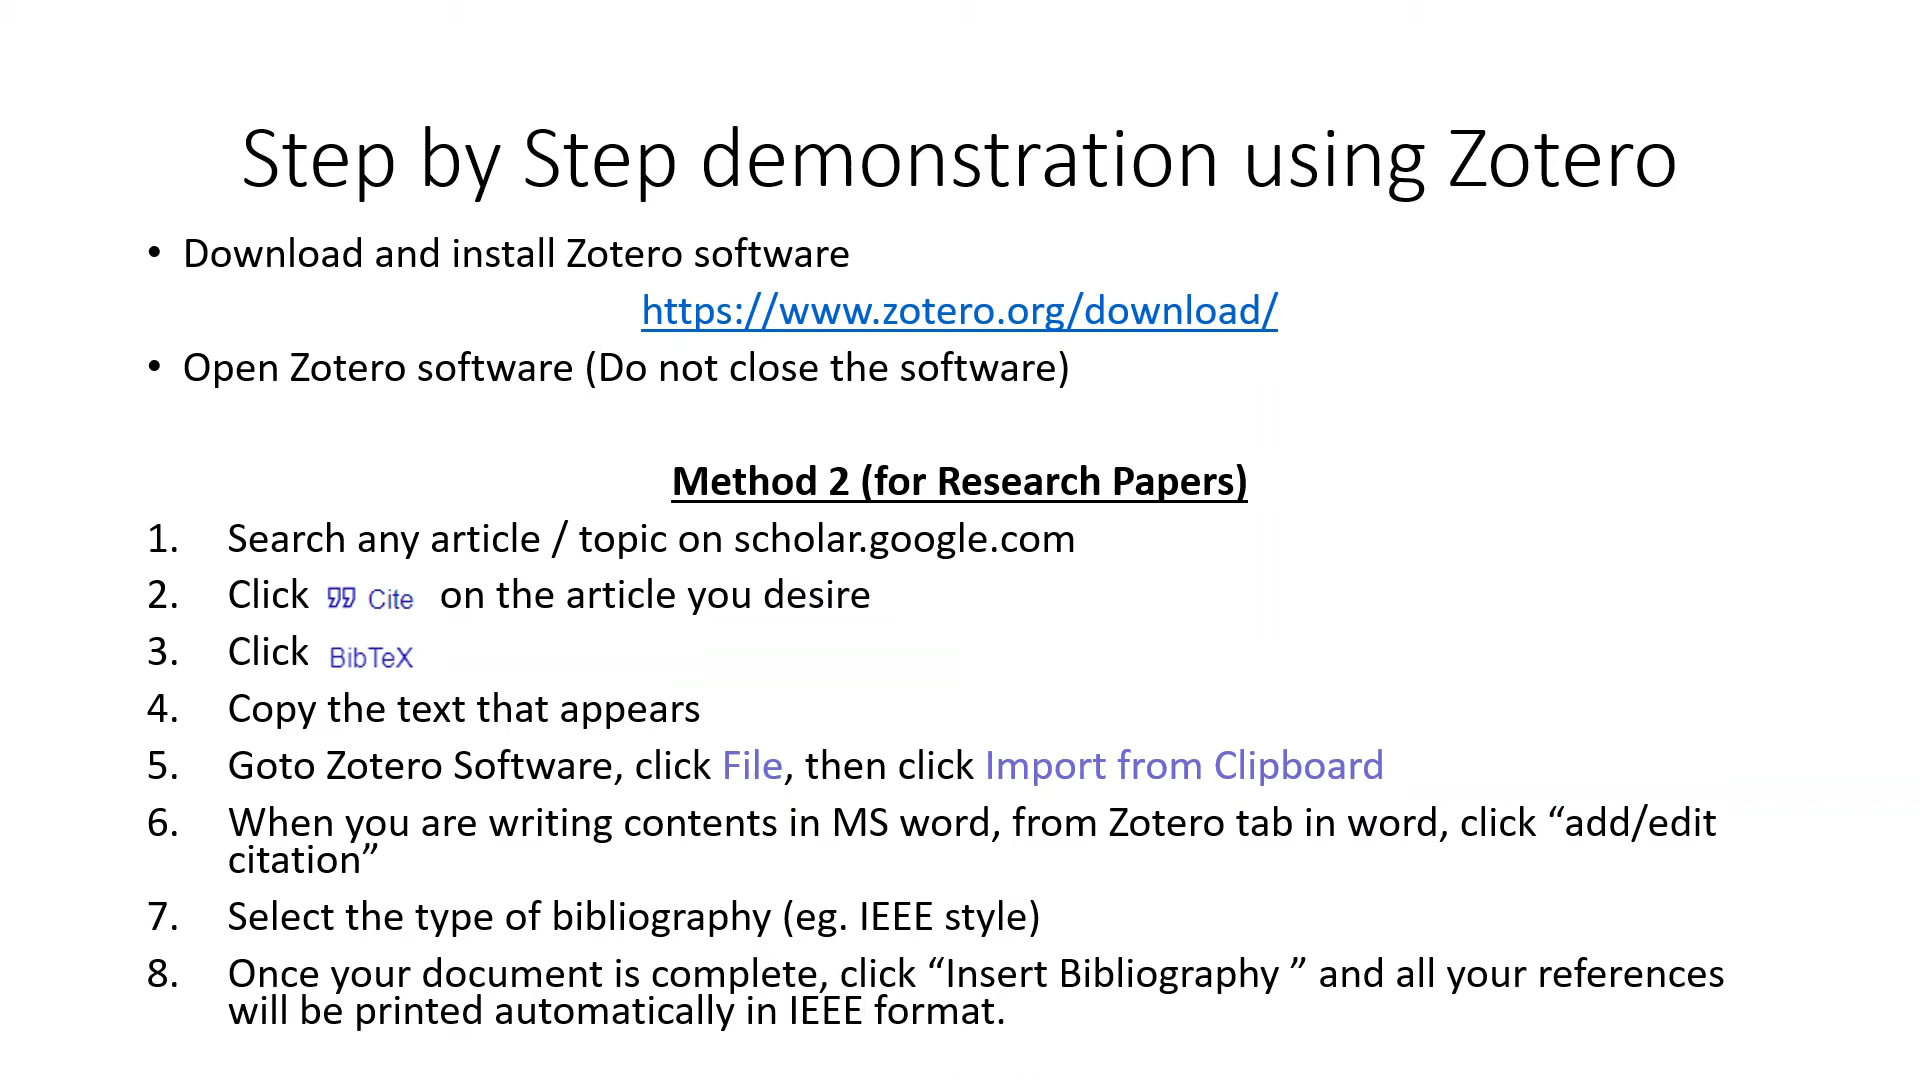 Step by Step demonstration using Zotero
• Download and install Zotero software
https://www.zotero.org/download/
• Open Zotero software (Do not close the software)
Method 2 (for Research Papers)
1. Search any article / topic on scholar.google.com
2. Click Cite on the article you desire
3. Click BibTeX
4. Copy the text that appears
5. Goto Zotero Software, click File, then click Import from Clipboard
6. When you are writing contents in MS word, from Zotero tab in word, click “add/edit
citation”
7. Select the type of bibliography (eg. IEEE style)
8. Once your document is complete, click “Insert Bibliography ” and all your references
will be printed automatically in IEEE format.